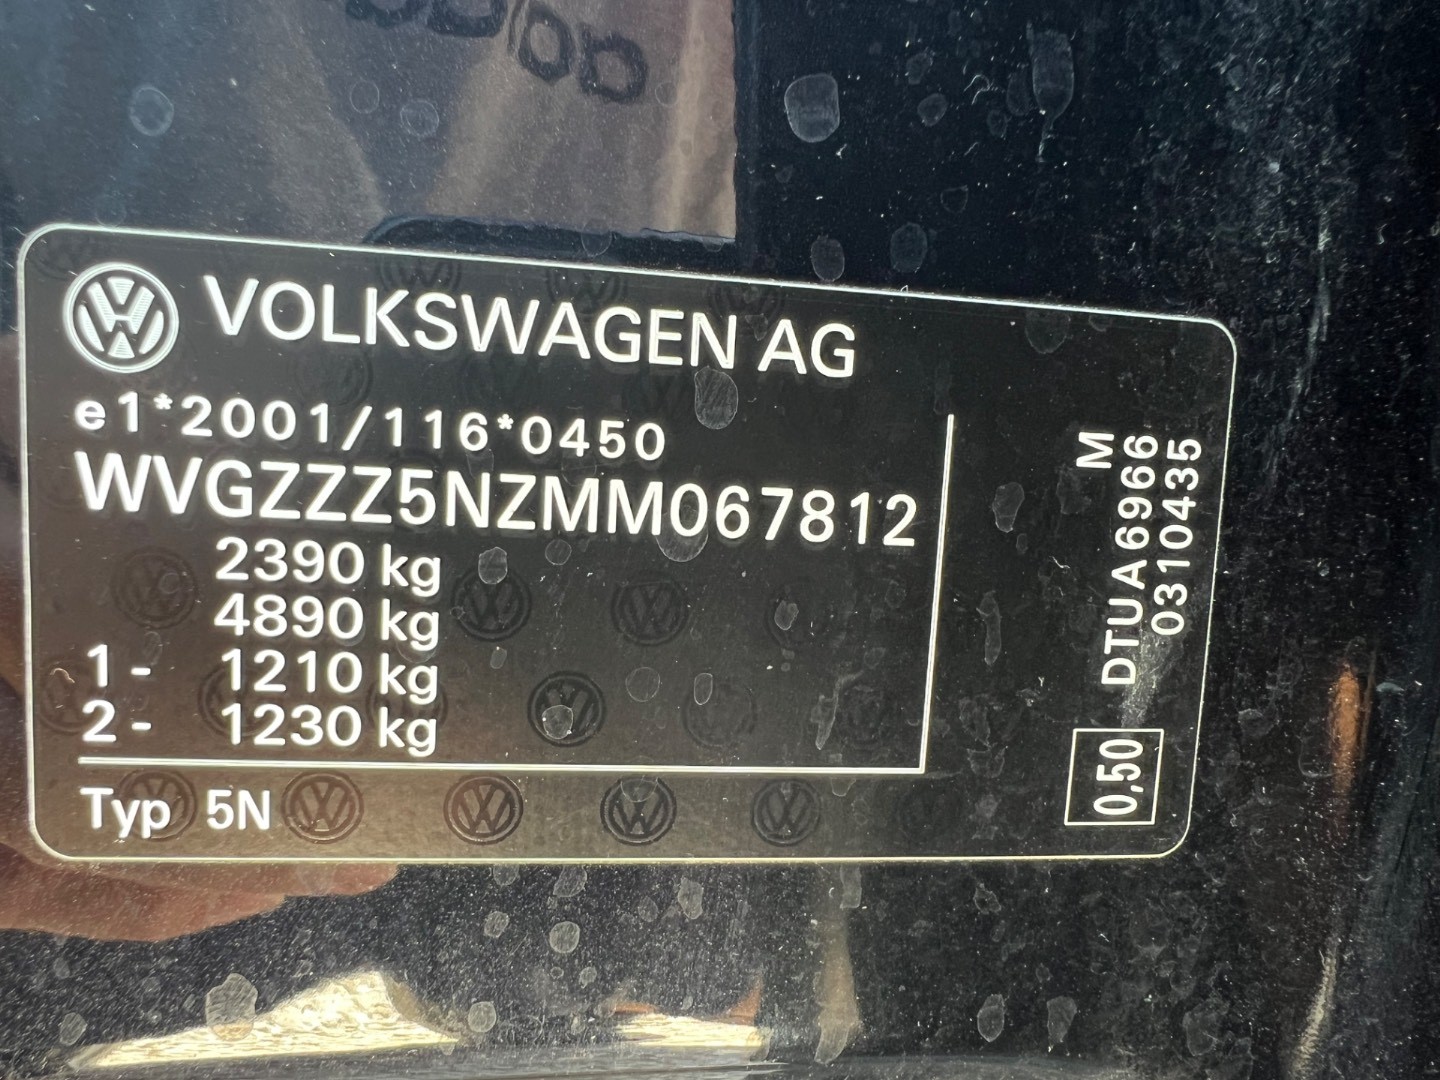 VOLKSWAGEN AG
e1*2001/116*0450
WVGZZZ5NZMM067812
2390 kg
4890 kg
1 - 1210 kg
2 - 1230 kg
Typ 5N
M
DTUA6966
0310435
0,50